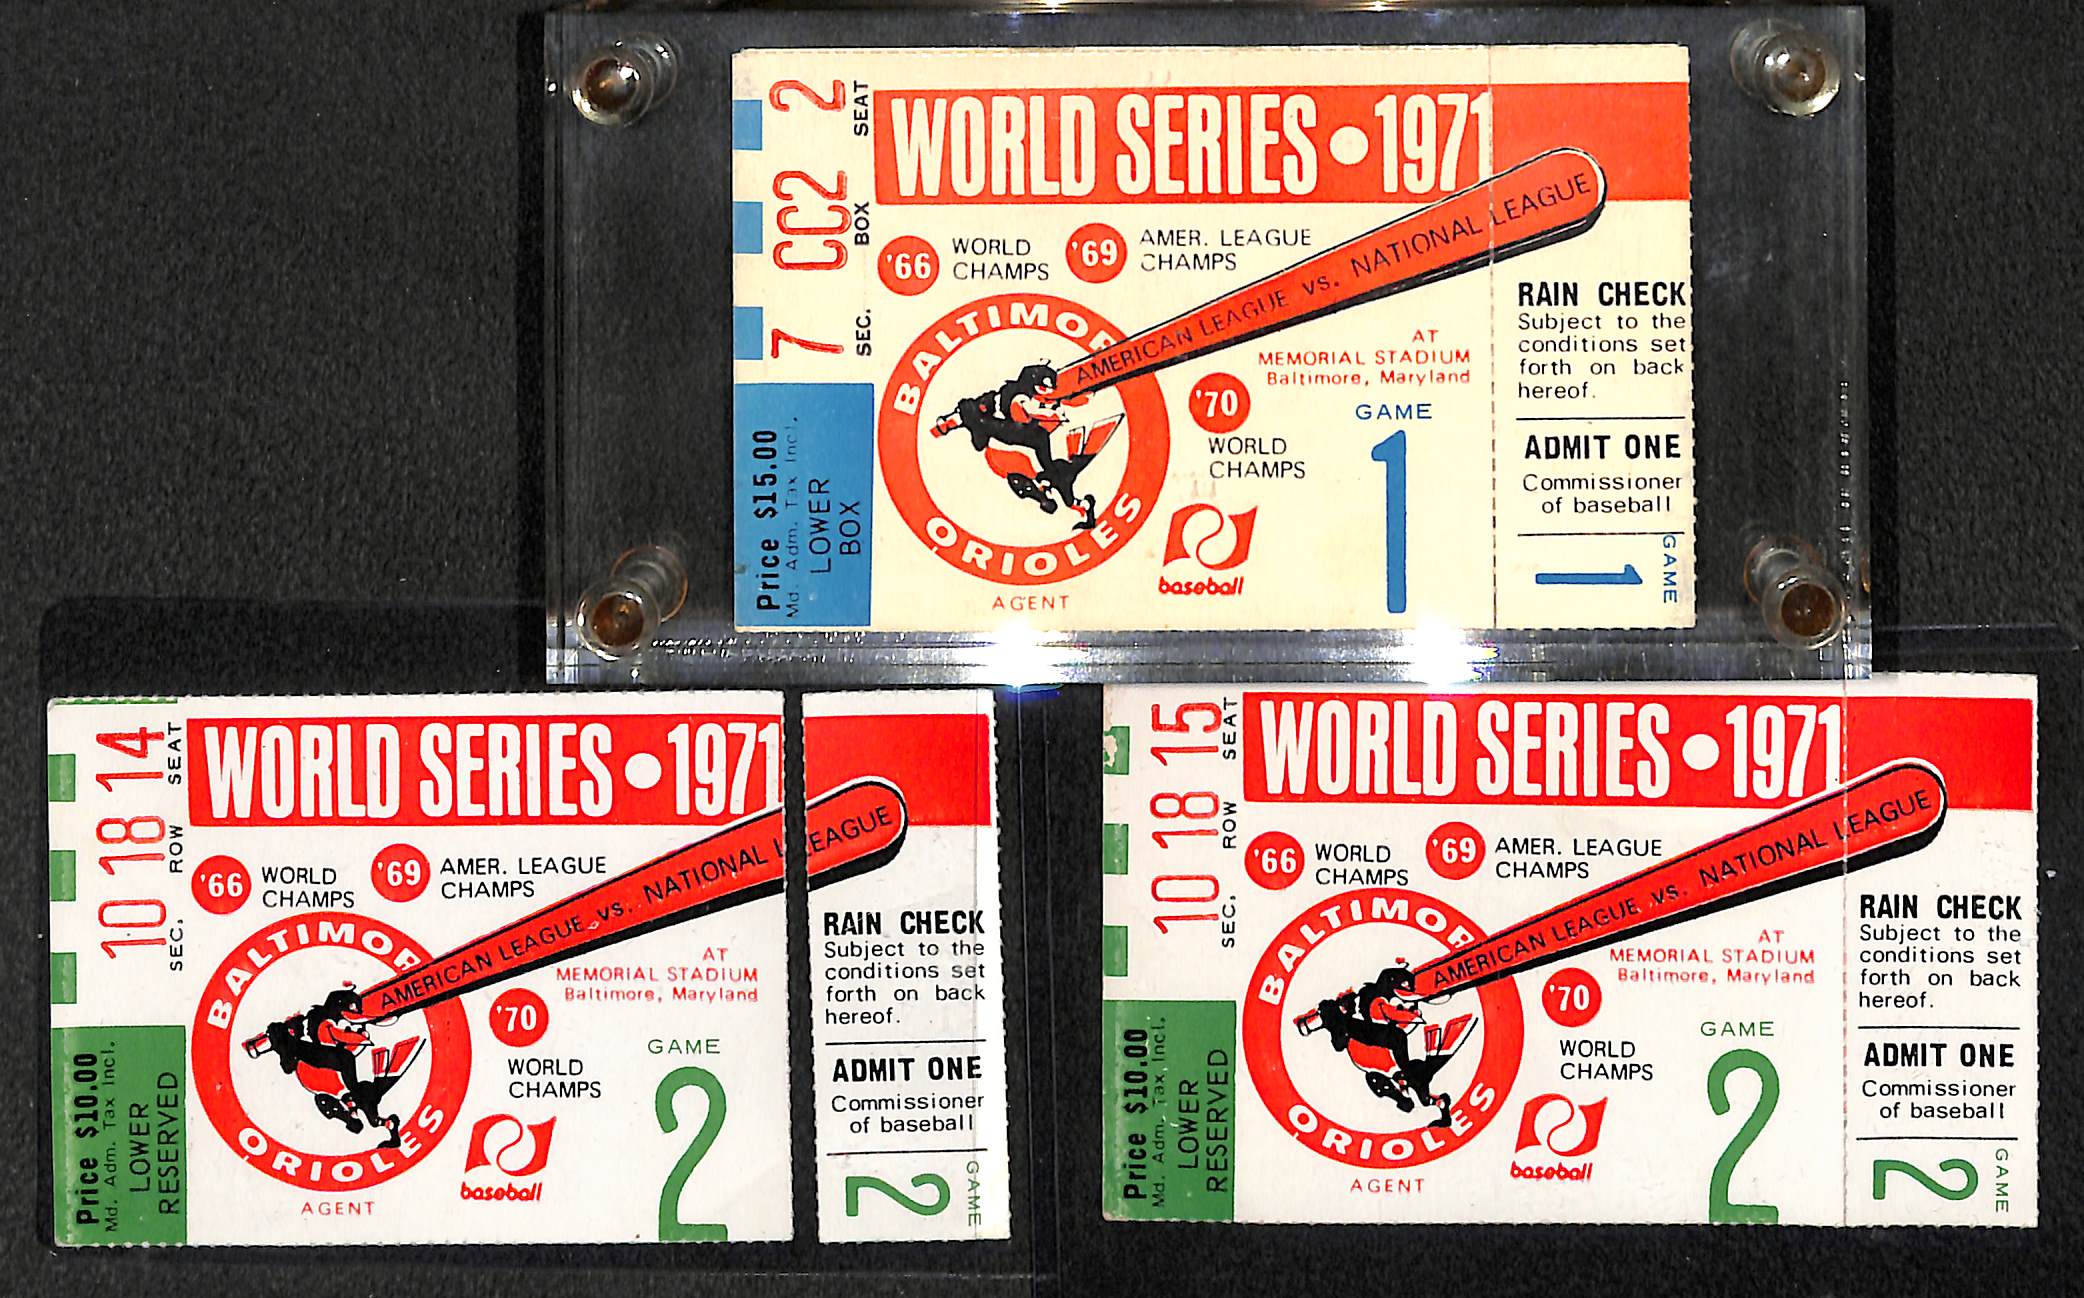 7 CC2 2
SEC. BOX SEAT
Price $15.00
Md. Adm. Tax Incl.
LOWER
BOX
WORLD SERIES • 1971
'66 WORLD CHAMPS
'69 AMER. LEAGUE CHAMPS
AMERICAN LEAGUE vs. NATIONAL LEAGUE
BALTIMORE
ORIOLES
AT
MEMORIAL STADIUM
Baltimore, Maryland
'70
WORLD
CHAMPS
GAME
1
baseball
AGENT
RAIN CHECK
Subject to the
conditions set
forth on back
hereof.
ADMIT ONE
Commissioner
of baseball
GAME
1
10 18 14
SEC. ROW SEAT
Price $10.00
Md. Adm. Tax Incl.
LOWER
RESERVED
WORLD SERIES • 1971
'66 WORLD CHAMPS
'69 AMER. LEAGUE CHAMPS
AMERICAN LEAGUE vs. NATIONAL LEAGUE
BALTIMORE
ORIOLES
AT
MEMORIAL STADIUM
Baltimore, Maryland
'70
WORLD
CHAMPS
GAME
2
baseball
AGENT
RAIN CHECK
Subject to the
conditions set
forth on back
hereof.
ADMIT ONE
Commissioner
of baseball
GAME
2
10 18 15
SEC. ROW SEAT
Price $10.00
Md. Adm. Tax Incl.
LOWER
RESERVED
WORLD SERIES • 1971
'66 WORLD CHAMPS
'69 AMER. LEAGUE CHAMPS
AMERICAN LEAGUE vs. NATIONAL LEAGUE
BALTIMORE
ORIOLES
AT
MEMORIAL STADIUM
Baltimore, Maryland
'70
WORLD
CHAMPS
GAME
2
baseball
AGENT
RAIN CHECK
Subject to the
conditions set
forth on back
hereof.
ADMIT ONE
Commissioner
of baseball
GAME
2